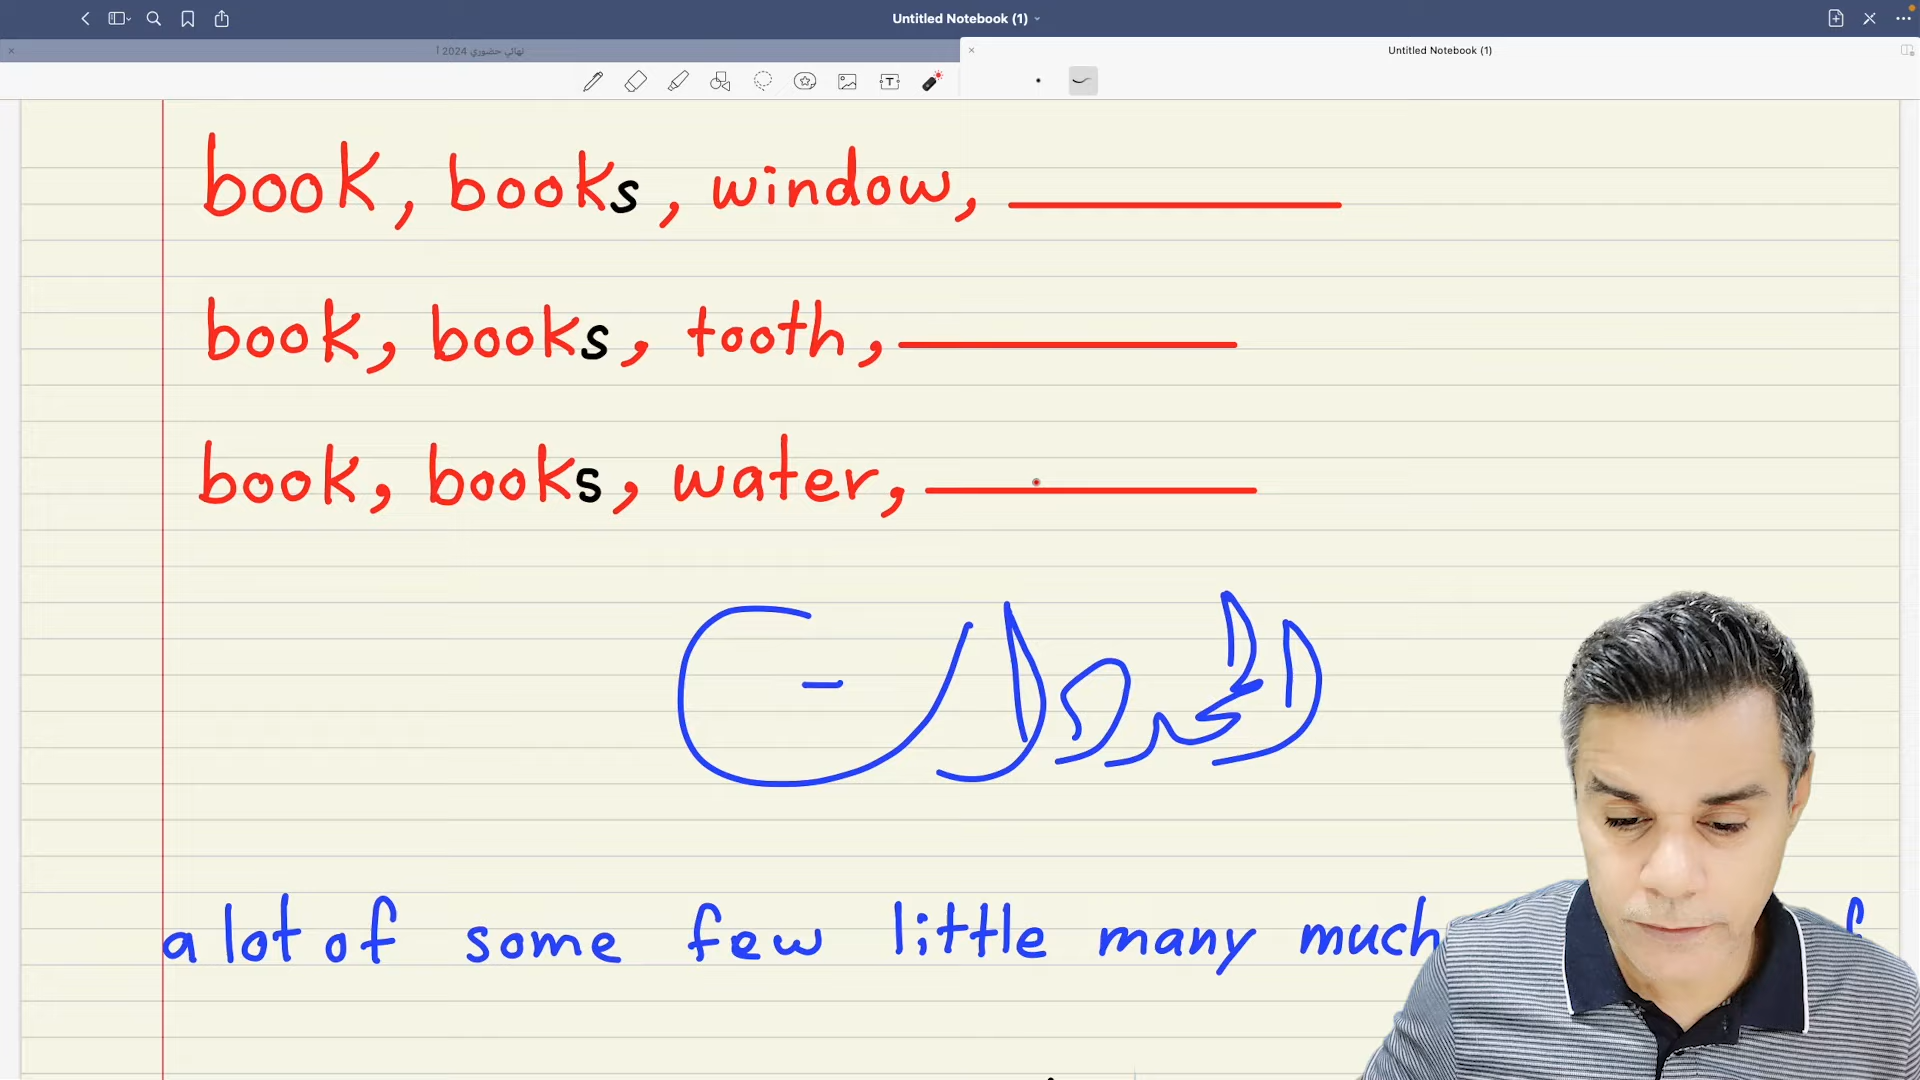 Untitled Notebook (1)
نهائي حضوري 2024 أ
Untitled Notebook (1)
book, books, window,
book, books, tooth,
book, books, water,
a lot of some few little many much